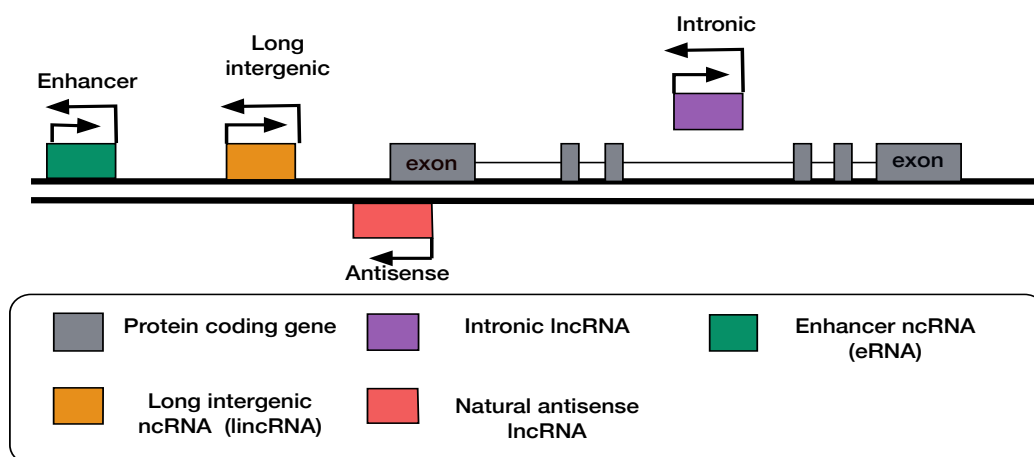 Intronic
Long
intergenic
Enhancer
exon
exon
Antisense
Protein coding gene
Intronic lncRNA
Enhancer ncRNA
(eRNA)
Long intergenic
ncRNA (lincRNA)
Natural antisense
lncRNA